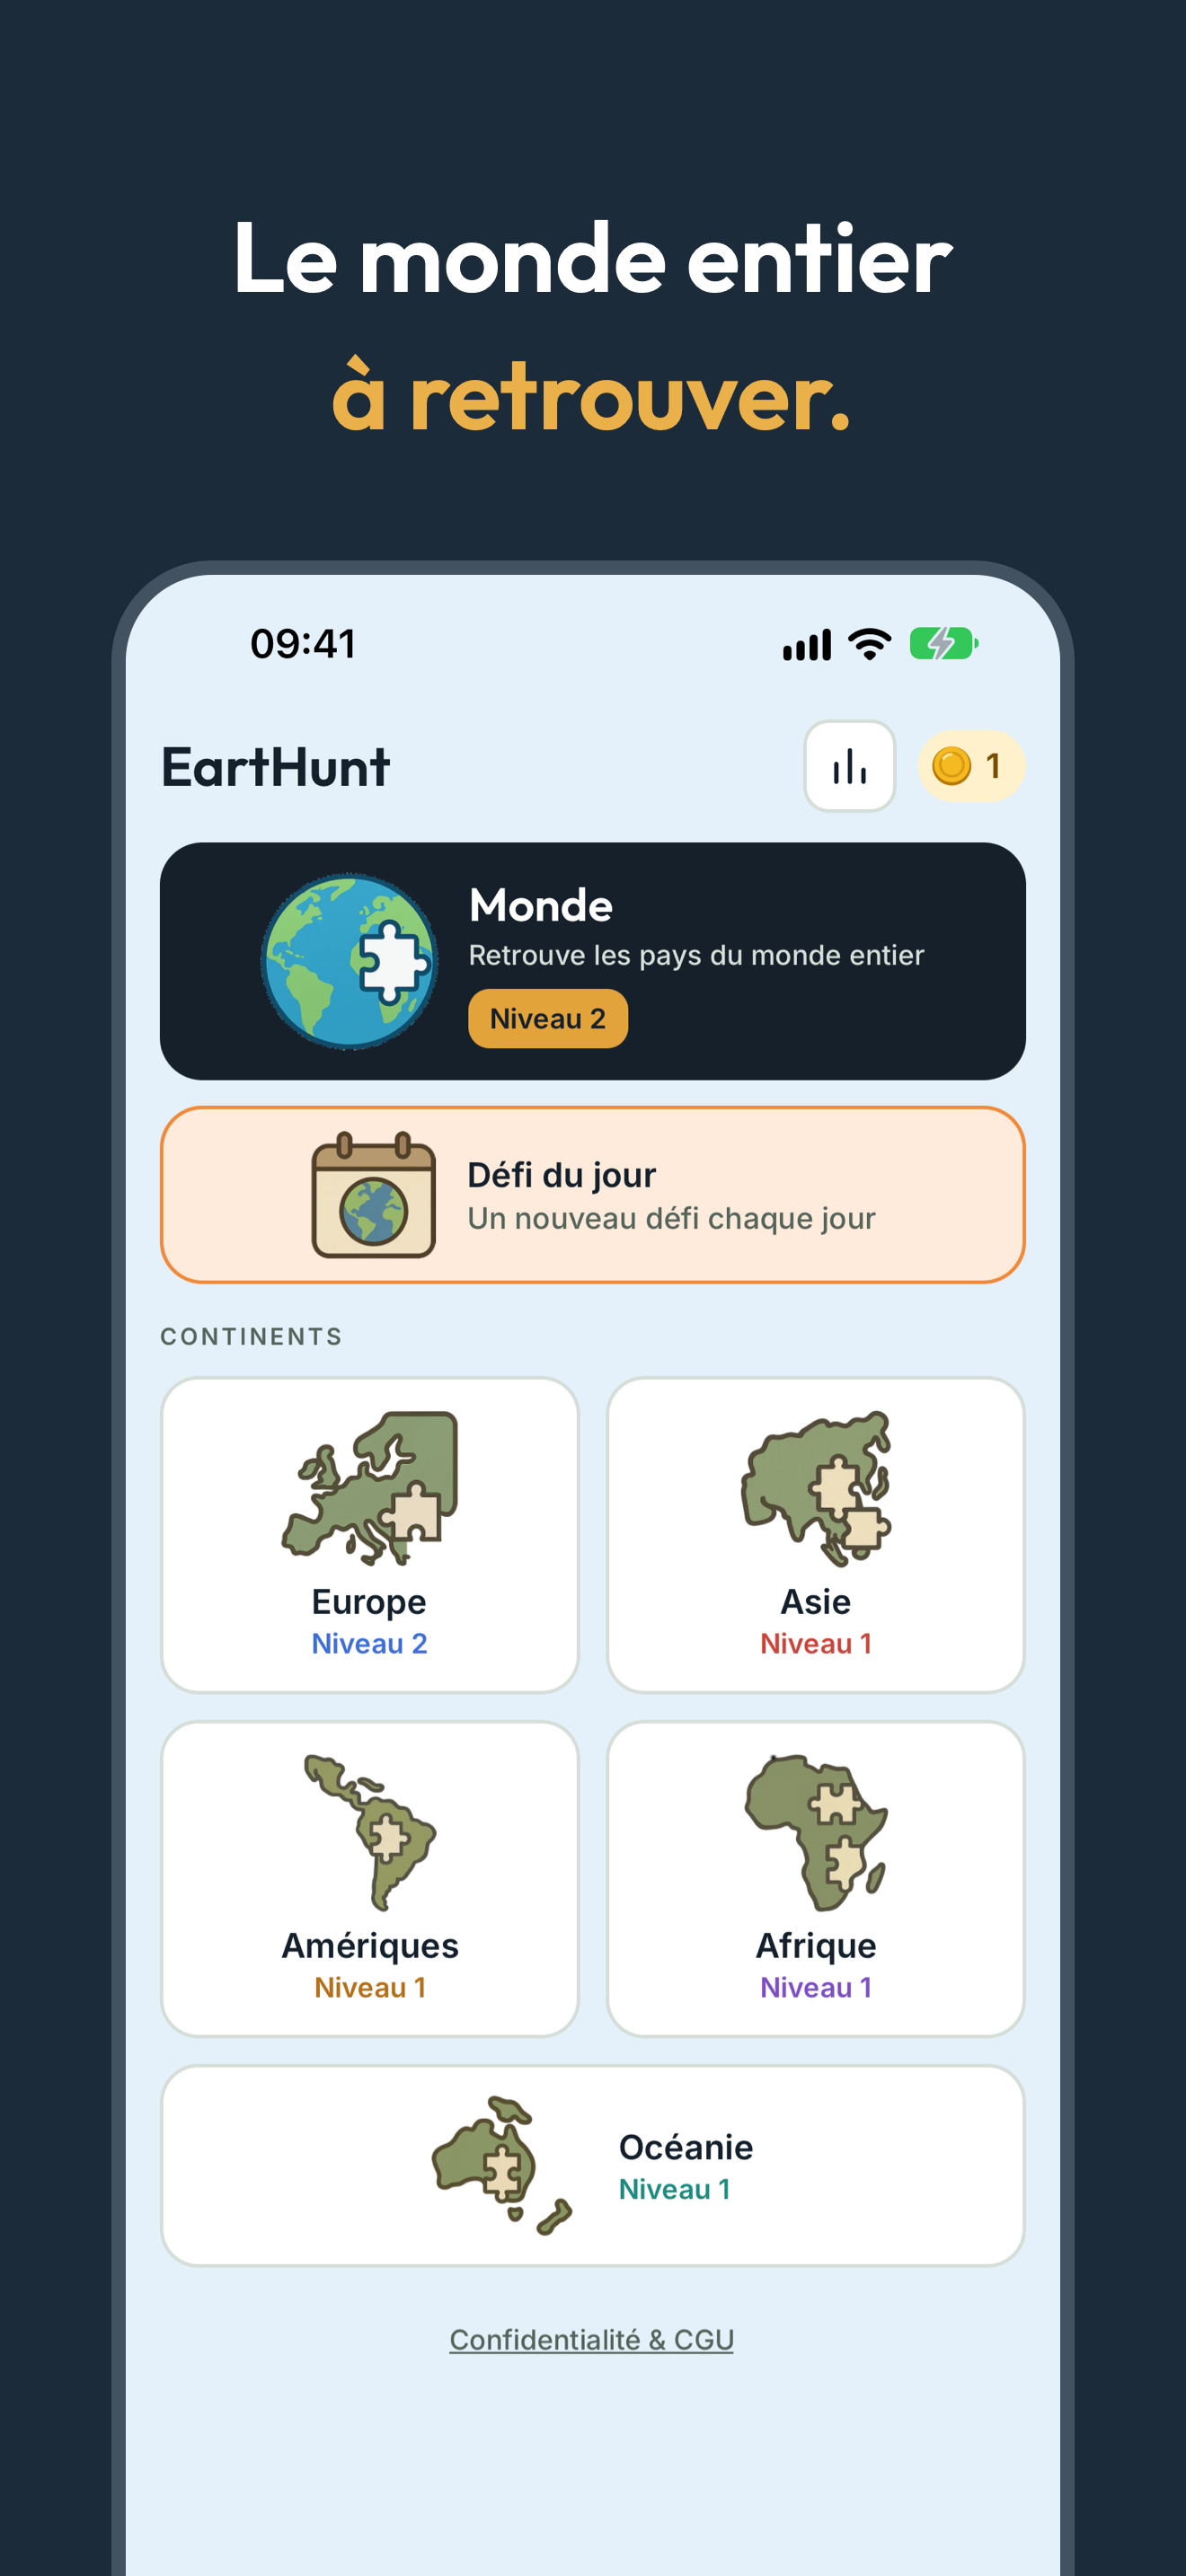 Le monde entier
à retrouver.
09:41
EartHunt
1
Monde
Retrouve les pays du monde entier
Niveau 2
Défi du jour
Un nouveau défi chaque jour
CONTINENTS
Europe
Niveau 2
Asie
Niveau 1
Amériques
Niveau 1
Afrique
Niveau 1
Océanie
Niveau 1
Confidentialité & CGU